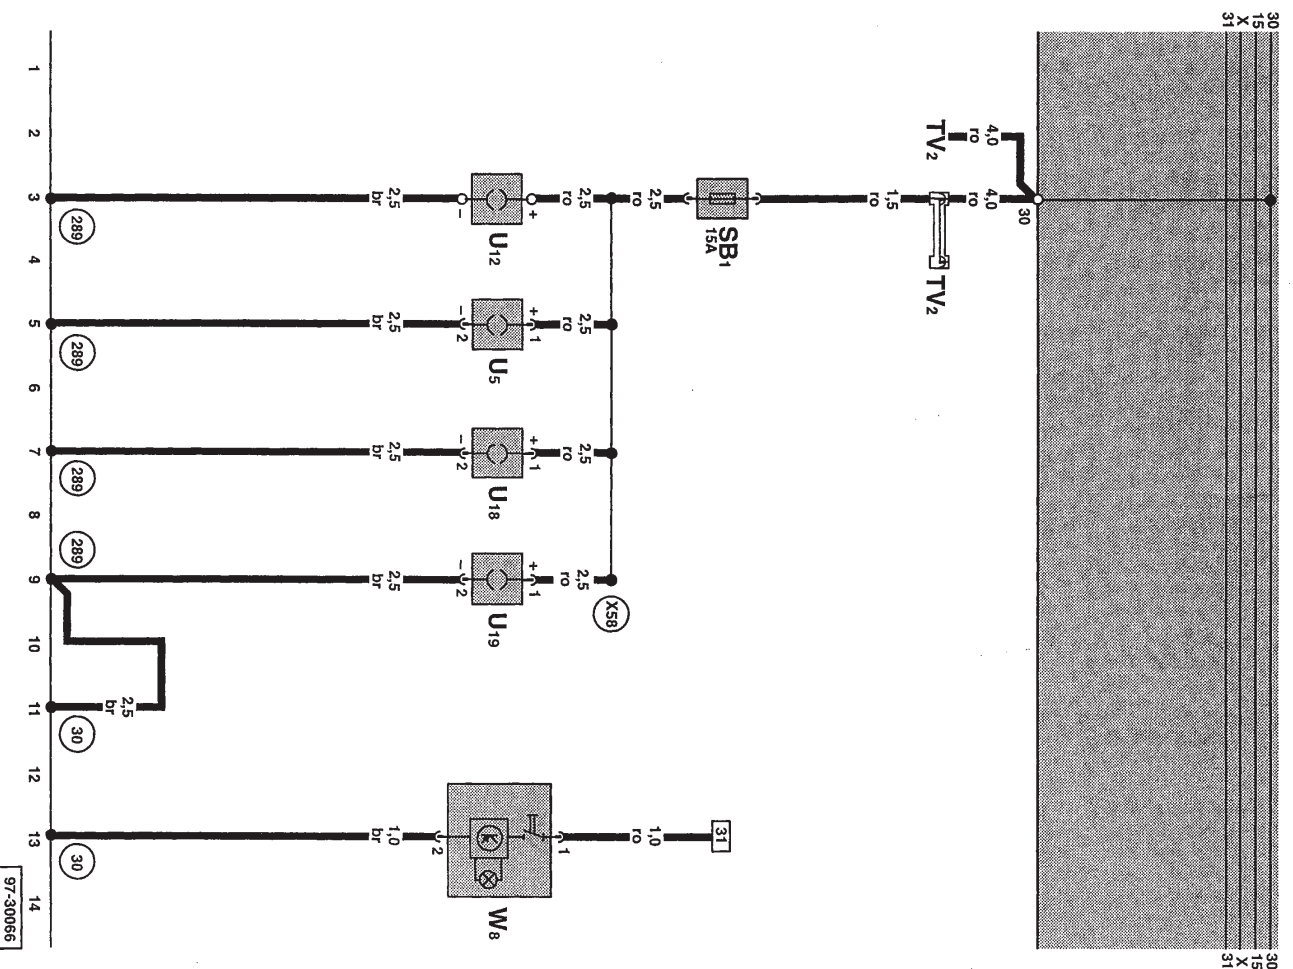 30
15
X
31
30
15
X
31
4,0
ro
TV2
4,0
ro
30
TV2
1,5
ro
SB1
15A
2,5
ro
2,5
ro
+
–
U12
2,5
br
289
2,5
ro
+
1
–
2
U5
2,5
br
289
2,5
ro
+
1
–
2
U18
2,5
br
289
2,5
ro
X58
+
1
–
2
U19
2,5
br
289
2,5
br
30
31
1,0
ro
1
2
W8
1,0
br
30
1
2
3
4
5
6
7
8
9
10
11
12
13
14
97-30066